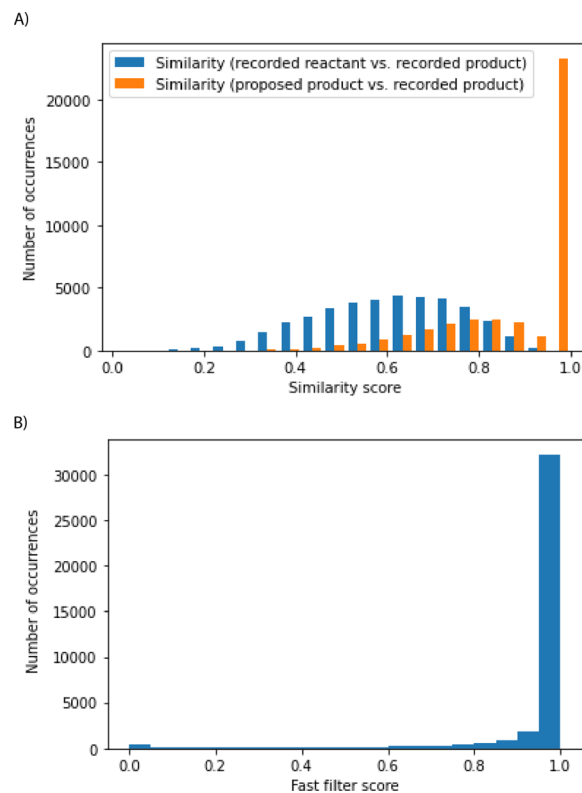 A)
Similarity (recorded reactant vs. recorded product)
Similarity (proposed product vs. recorded product)
Number of occurrences
20000
15000
10000
5000
0
0.0 0.2 0.4 0.6 0.8 1.0
Similarity score
B)
Number of occurrences
30000
25000
20000
15000
10000
5000
0
0.0 0.2 0.4 0.6 0.8 1.0
Fast filter score